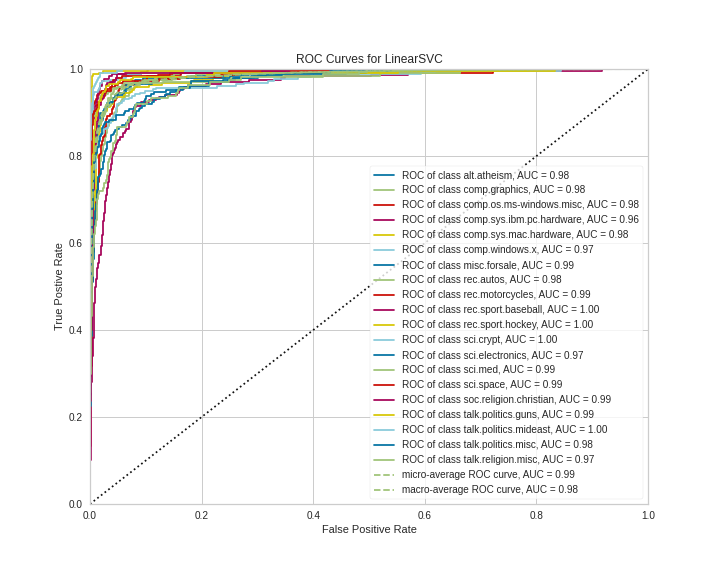 ROC Curves for LinearSVC
1.0
0.8
0.6
0.4
0.2
0.0
True Postive Rate
ROC of class alt.atheism, AUC = 0.98
ROC of class comp.graphics, AUC = 0.98
ROC of class comp.os.ms-windows.misc, AUC = 0.98
ROC of class comp.sys.ibm.pc.hardware, AUC = 0.96
ROC of class comp.sys.mac.hardware, AUC = 0.98
ROC of class comp.windows.x, AUC = 0.97
ROC of class misc.forsale, AUC = 0.99
ROC of class rec.autos, AUC = 0.98
ROC of class rec.motorcycles, AUC = 0.99
ROC of class rec.sport.baseball, AUC = 1.00
ROC of class rec.sport.hockey, AUC = 1.00
ROC of class sci.crypt, AUC = 1.00
ROC of class sci.electronics, AUC = 0.97
ROC of class sci.med, AUC = 0.99
ROC of class sci.space, AUC = 0.99
ROC of class soc.religion.christian, AUC = 0.99
ROC of class talk.politics.guns, AUC = 0.99
ROC of class talk.politics.mideast, AUC = 1.00
ROC of class talk.politics.misc, AUC = 0.98
ROC of class talk.religion.misc, AUC = 0.97
micro-average ROC curve, AUC = 0.99
macro-average ROC curve, AUC = 0.98
0.0 0.2 0.4 0.6 0.8 1.0
False Positive Rate